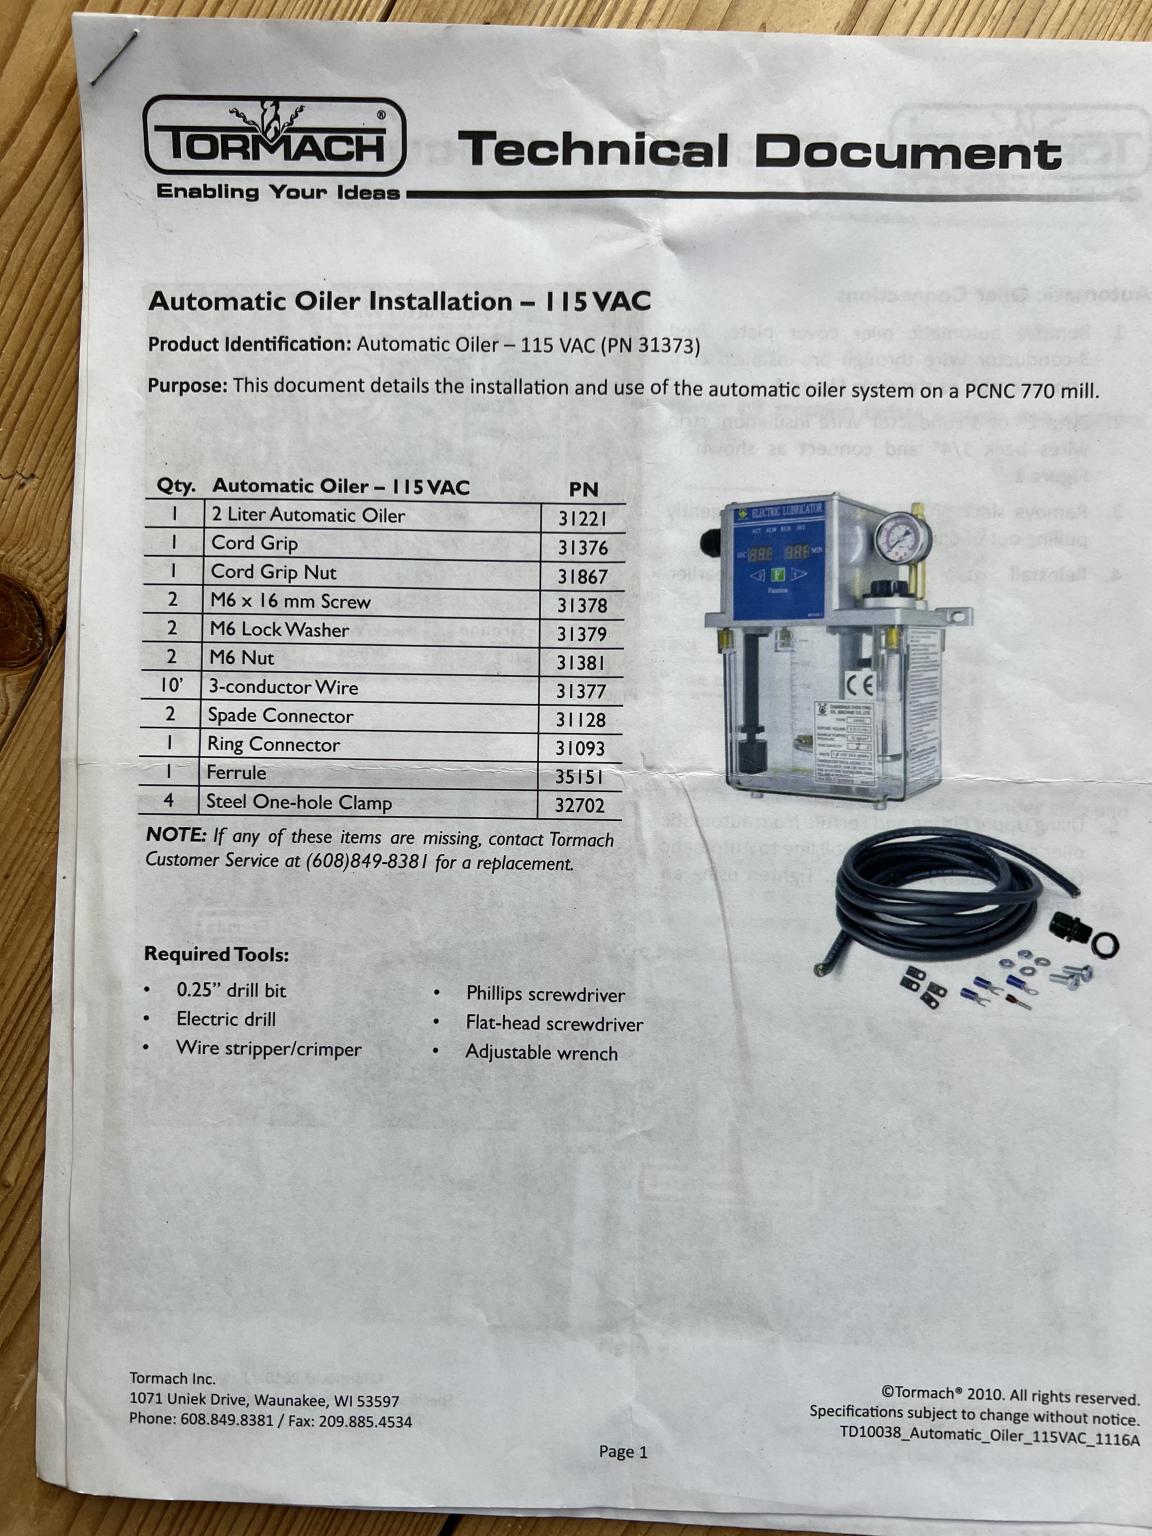 TORMACH®
Technical Document
Enabling Your Ideas
Automatic Oiler Installation – 115 VAC
Product Identification: Automatic Oiler – 115 VAC (PN 31373)
Purpose: This document details the installation and use of the automatic oiler system on a PCNC 770 mill.
Qty. Automatic Oiler – 115 VAC PN
1 2 Liter Automatic Oiler 31221
1 Cord Grip 31376
1 Cord Grip Nut 31867
2 M6 x 16 mm Screw 31378
2 M6 Lock Washer 31379
2 M6 Nut 31381
10' 3-conductor Wire 31377
2 Spade Connector 31128
1 Ring Connector 31093
1 Ferrule 35151
4 Steel One-hole Clamp 32702
NOTE: If any of these items are missing, contact Tormach
Customer Service at (608)849-8381 for a replacement.
ELECTRIC LUBRICATOR
SEC MIN
Function
CE
Required Tools:
• 0.25” drill bit
• Electric drill
• Wire stripper/crimper
• Phillips screwdriver
• Flat-head screwdriver
• Adjustable wrench
Tormach Inc.
1071 Uniek Drive, Waunakee, WI 53597
Phone: 608.849.8381 / Fax: 209.885.4534
Page 1
©Tormach® 2010. All rights reserved.
Specifications subject to change without notice.
TD10038_Automatic_Oiler_115VAC_1116A